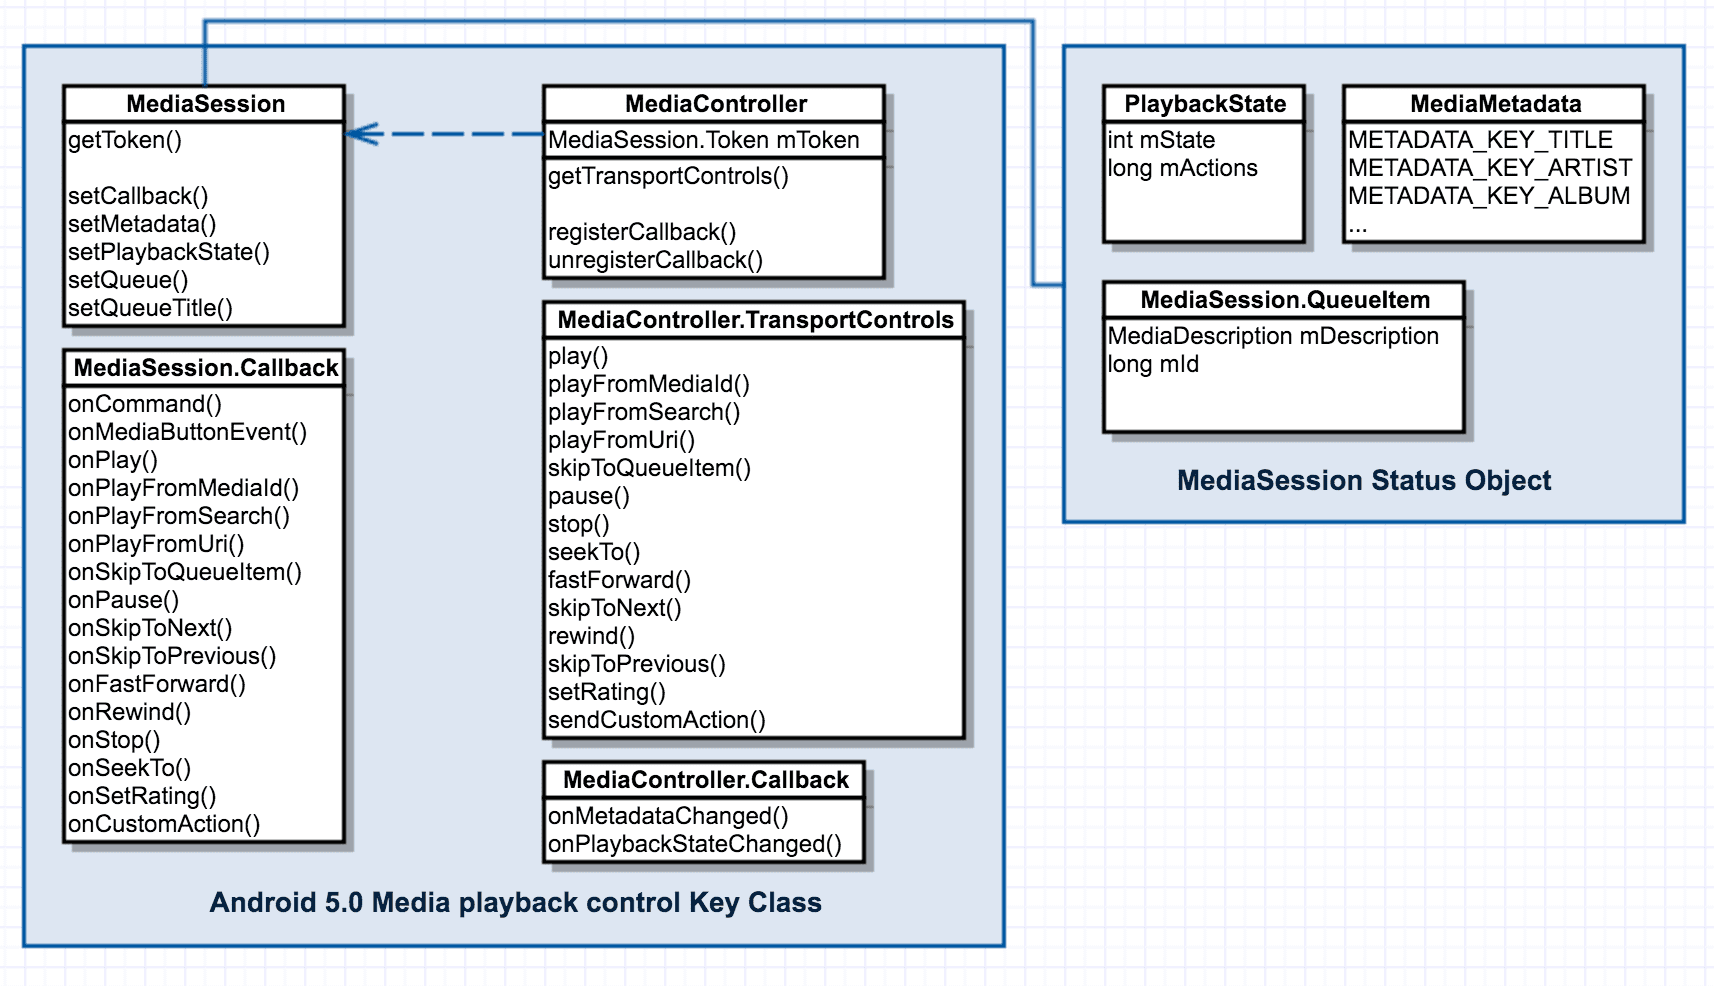 MediaSession
getToken()
setCallback()
setMetadata()
setPlaybackState()
setQueue()
setQueueTitle()
MediaSession.Callback
onCommand()
onMediaButtonEvent()
onPlay()
onPlayFromMediaId()
onPlayFromSearch()
onPlayFromUri()
onSkipToQueueItem()
onPause()
onSkipToNext()
onSkipToPrevious()
onFastForward()
onRewind()
onStop()
onSeekTo()
onSetRating()
onCustomAction()
MediaController
MediaSession.Token mToken
getTransportControls()
registerCallback()
unregisterCallback()
MediaController.TransportControls
play()
playFromMediaId()
playFromSearch()
playFromUri()
skipToQueueItem()
pause()
stop()
seekTo()
fastForward()
skipToNext()
rewind()
skipToPrevious()
setRating()
sendCustomAction()
MediaController.Callback
onMetadataChanged()
onPlaybackStateChanged()
Android 5.0 Media playback control Key Class
PlaybackState
int mState
long mActions
MediaMetadata
METADATA_KEY_TITLE
METADATA_KEY_ARTIST
METADATA_KEY_ALBUM
...
MediaSession.QueueItem
MediaDescription mDescription
long mId
MediaSession Status Object